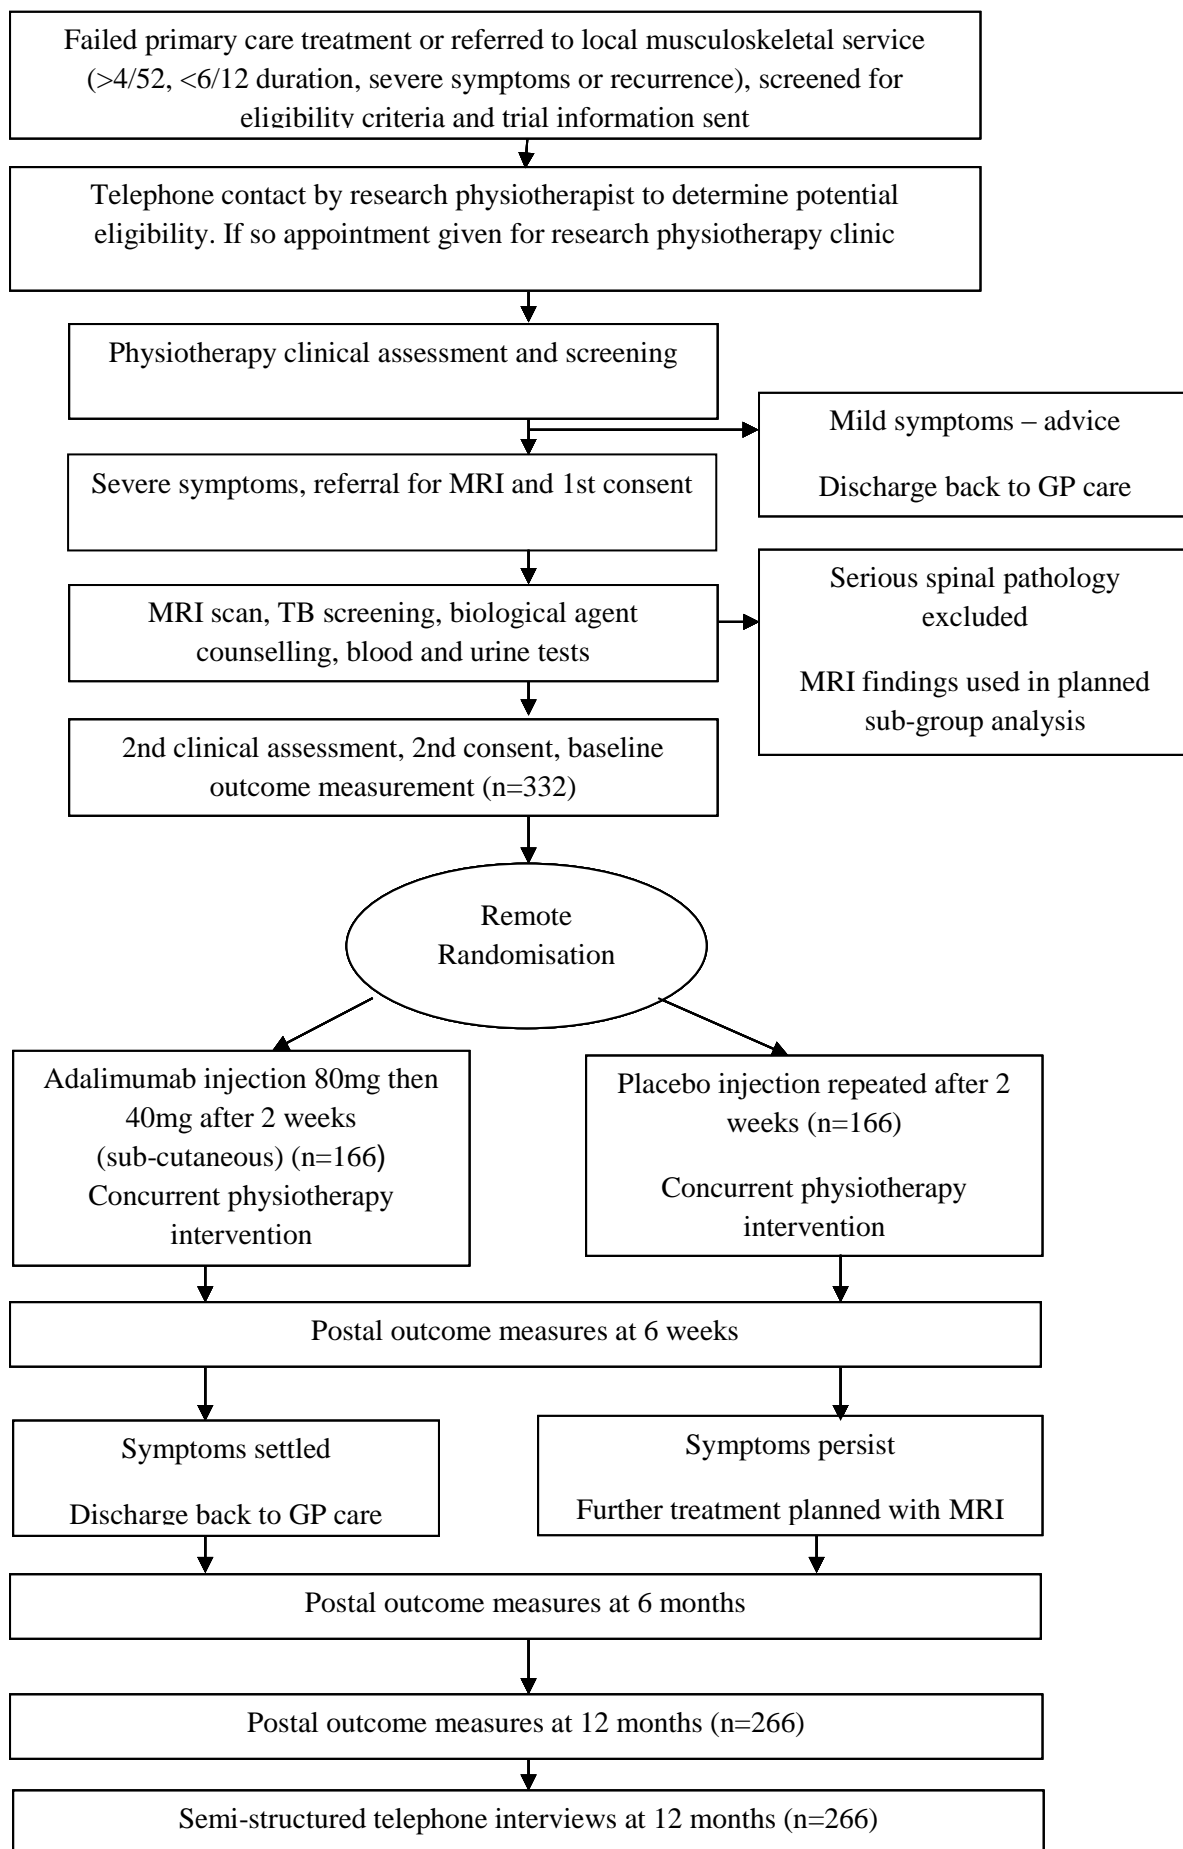 Failed primary care treatment or referred to local musculoskeletal service
(>4/52, <6/12 duration, severe symptoms or recurrence), screened for
eligibility criteria and trial information sent
Telephone contact by research physiotherapist to determine potential
eligibility. If so appointment given for research physiotherapy clinic
Physiotherapy clinical assessment and screening
Mild symptoms – advice
Discharge back to GP care
Severe symptoms, referral for MRI and 1st consent
Serious spinal pathology
excluded
MRI findings used in planned
sub-group analysis
MRI scan, TB screening, biological agent
counselling, blood and urine tests
2nd clinical assessment, 2nd consent, baseline
outcome measurement (n=332)
Remote
Randomisation
Adalimumab injection 80mg then
40mg after 2 weeks
(sub-cutaneous) (n=166)
Concurrent physiotherapy
intervention
Placebo injection repeated after 2
weeks (n=166)
Concurrent physiotherapy
intervention
Postal outcome measures at 6 weeks
Symptoms settled
Discharge back to GP care
Symptoms persist
Further treatment planned with MRI
Postal outcome measures at 6 months
Postal outcome measures at 12 months (n=266)
Semi-structured telephone interviews at 12 months (n=266)